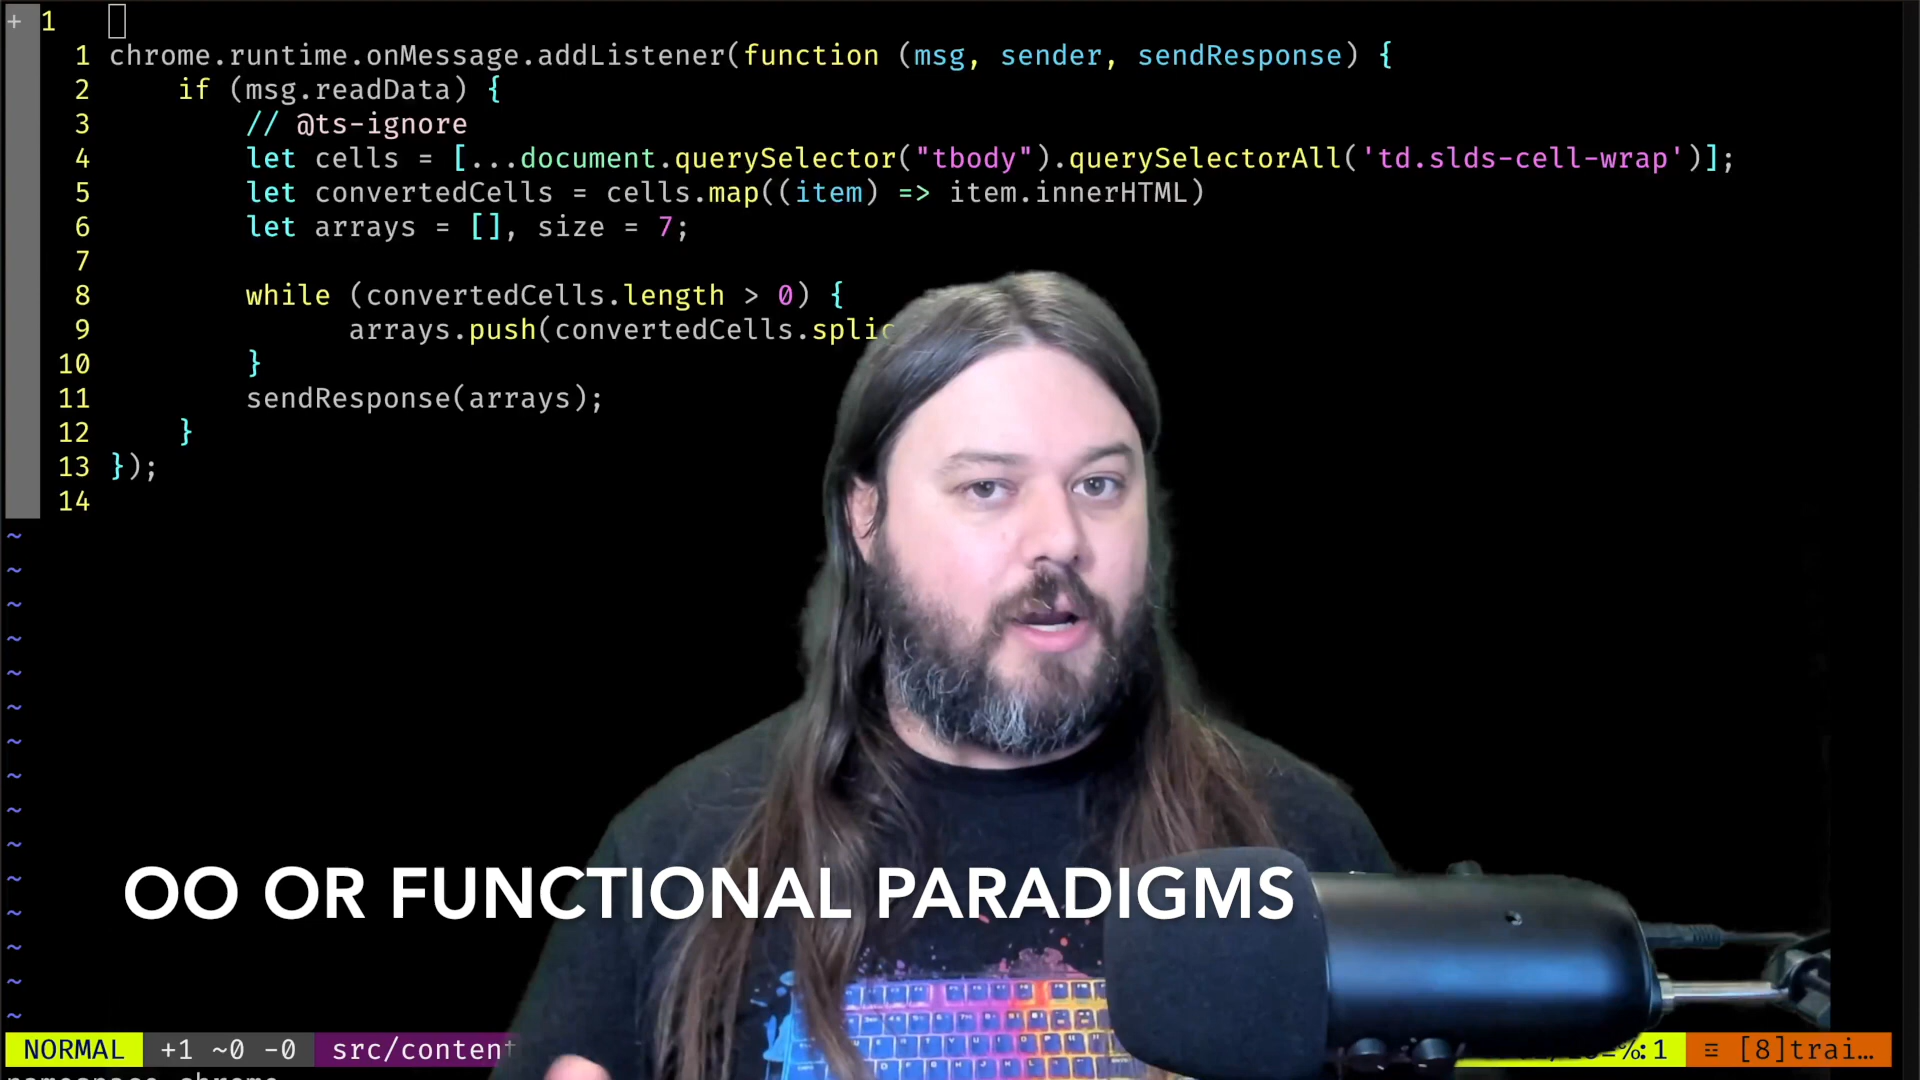 + 1
1 chrome.runtime.onMessage.addListener(function (msg, sender, sendResponse) {
2 if (msg.readData) {
3 // @ts-ignore
4 let cells = [...document.querySelector("tbody").querySelectorAll('td.slds-cell-wrap')];
5 let convertedCells = cells.map((item) => item.innerHTML)
6 let arrays = [], size = 7;
7
8 while (convertedCells.length > 0) {
9 arrays.push(convertedCells.splic
10 }
11 sendResponse(arrays);
12 }
13 });
14
~
~
~
~
~
~
~
~
~
~
OO OR FUNCTIONAL PARADIGMS
~
~
~
~
~
NORMAL +1 ~0 -0 src/content %:1 ☰ [8]trai…